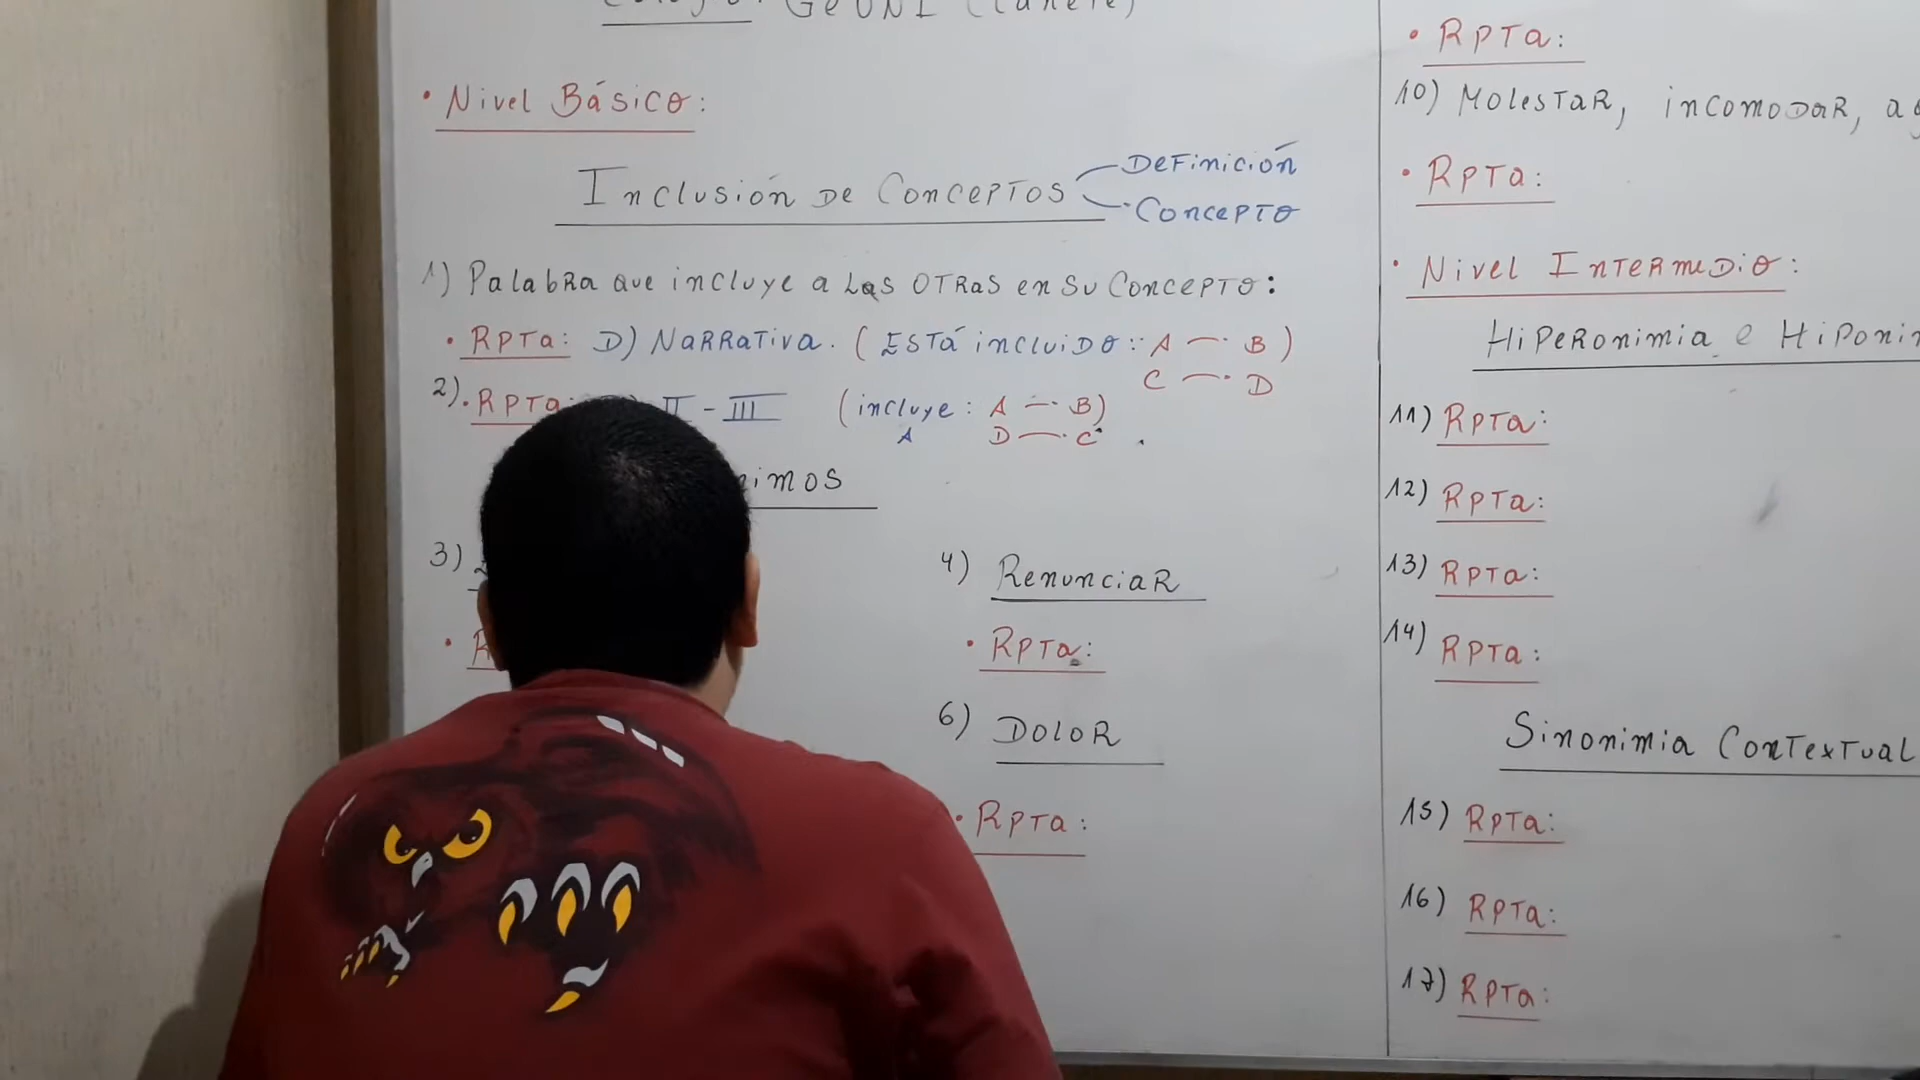 GeUNI (Cañete)
• Nivel Básico:
Inclusión de Conceptos
Definición
Concepto
1) Palabra que incluye a las otras en su concepto:
• Rpta: D) Narrativa. (Está incluido: A — B)
C — D
2). Rpta: II - III (incluye: A — B)
A D — C
3)
4) Renunciar
• Rpta:
6) Dolor
• Rpta:
• Rpta:
10) Molestar, incomodar,
• Rpta:
• Nivel Intermedio:
Hiperonimia e
11) Rpta:
12) Rpta:
13) Rpta:
14) Rpta:
Sinonimia Contextual
15) Rpta:
16) Rpta:
17) Rpta: